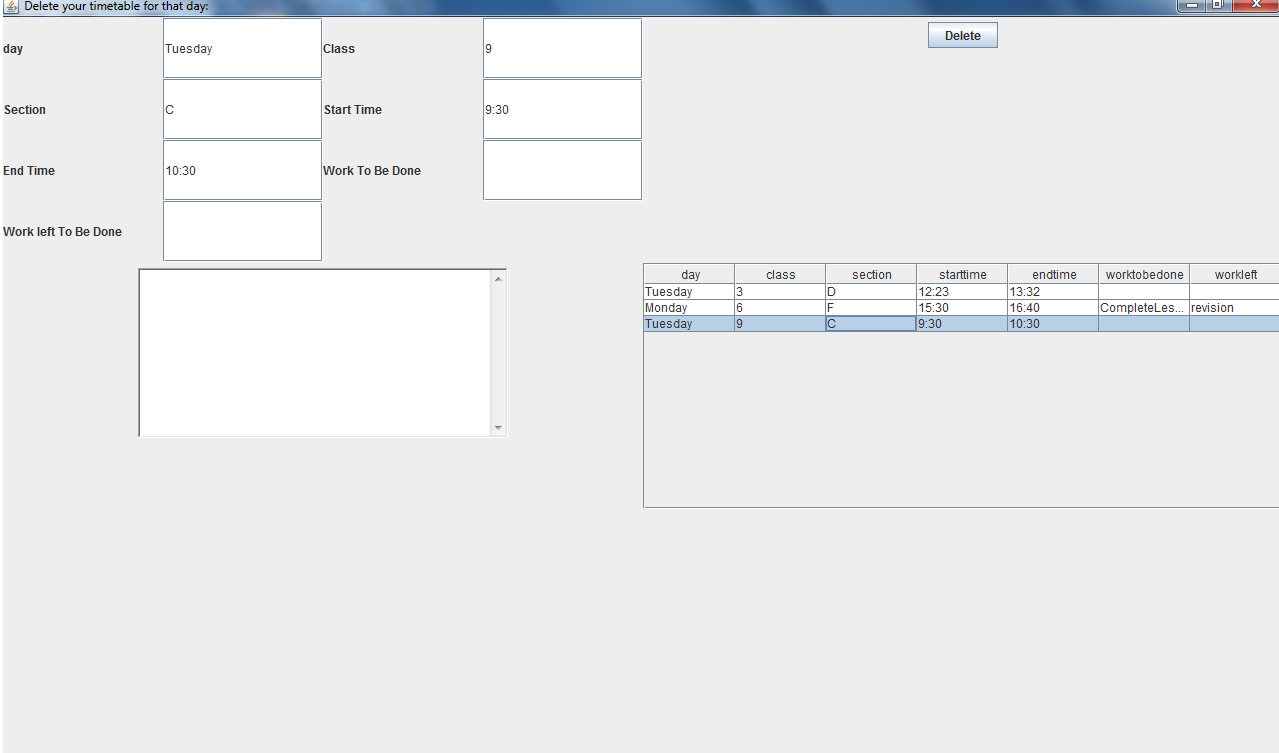 Delete your timetable for that day:
day Tuesday Class 9 Delete
Section C Start Time 9:30
End Time 10:30 Work To Be Done
Work left To Be Done
day class section starttime endtime worktobedone workleft
Tuesday 3 D 12:23 13:32
Monday 6 F 15:30 16:40 CompleteLes... revision
Tuesday 9 C 9:30 10:30